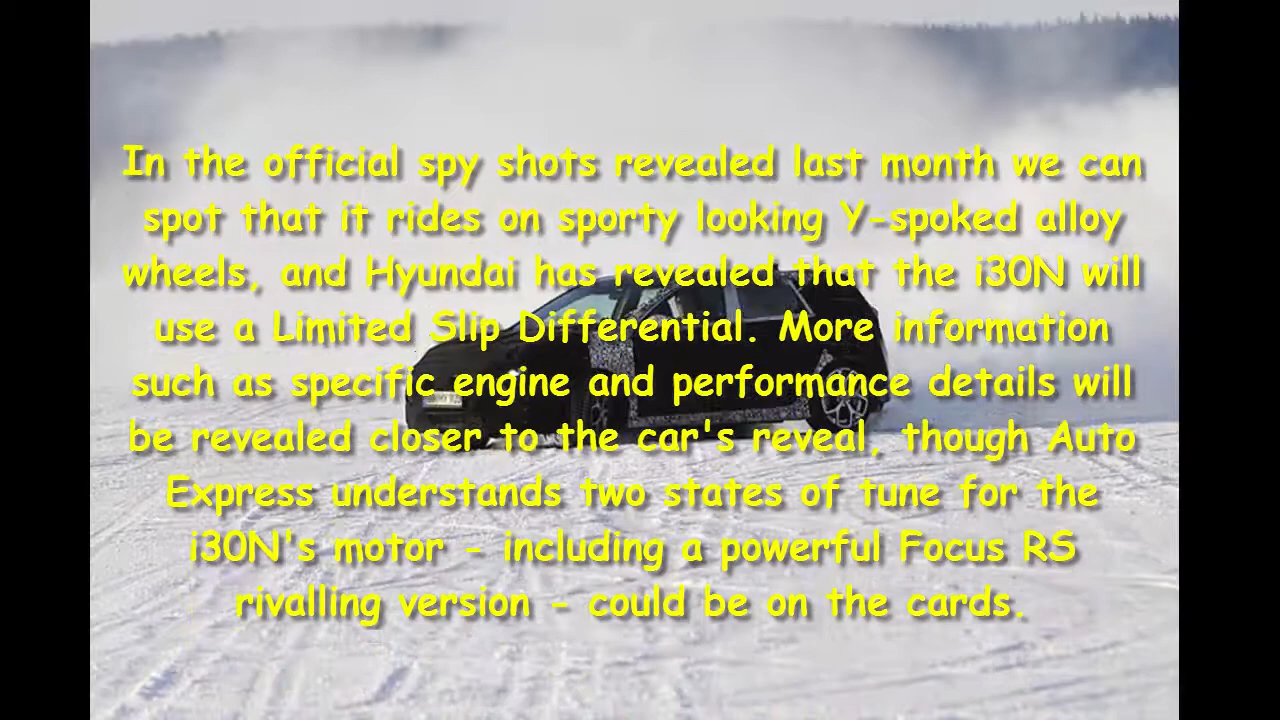 In the official spy shots revealed last month we can
spot that it rides on sporty looking Y-spoked alloy
wheels, and Hyundai has revealed that the i30N will
use a Limited Slip Differential. More information
such as specific engine and performance details will
be revealed closer to the car's reveal, though Auto
Express understands two states of tune for the
i30N's motor - including a powerful Focus RS
rivalling version - could be on the cards.